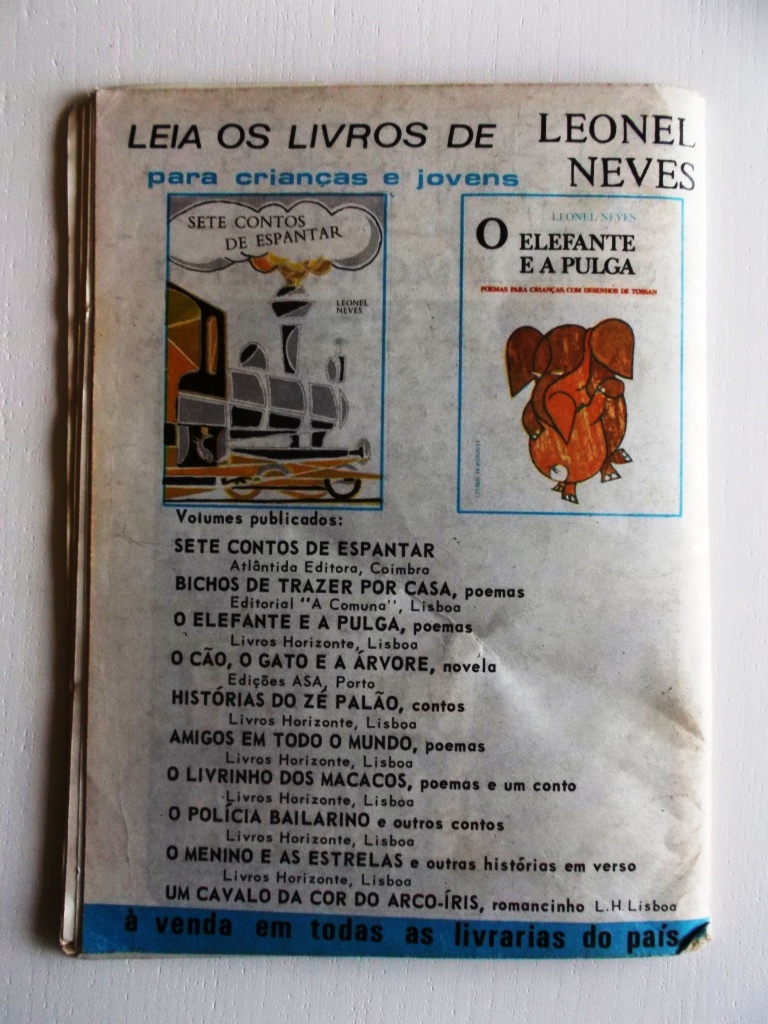 LEIA OS LIVROS DE LEONEL NEVES
para crianças e jovens
SETE CONTOS
DE ESPANTAR
LEONEL
NEVES
LEONEL NEVES
O ELEFANTE
E A PULGA
POEMAS PARA CRIANÇAS, COM DESENHOS DE TOSSAN
LIVROS HORIZONTE
Volumes publicados:
SETE CONTOS DE ESPANTAR
Atlântida Editora, Coimbra
BICHOS DE TRAZER POR CASA, poemas
Editorial "A Comuna", Lisboa
O ELEFANTE E A PULGA, poemas
Livros Horizonte, Lisboa
O CÃO, O GATO E A ÁRVORE, novela
Edições ASA, Porto
HISTÓRIAS DO ZÉ PALÃO, contos
Livros Horizonte, Lisboa
AMIGOS EM TODO O MUNDO, poemas
Livros Horizonte, Lisboa
O LIVRINHO DOS MACACOS, poemas e um conto
Livros Horizonte, Lisboa
O POLÍCIA BAILARINO e outros contos
Livros Horizonte, Lisboa
O MENINO E AS ESTRELAS e outras histórias em verso
Livros Horizonte, Lisboa
UM CAVALO DA COR DO ARCO-ÍRIS, romancinho L.H. Lisboa
à venda em todas as livrarias do país